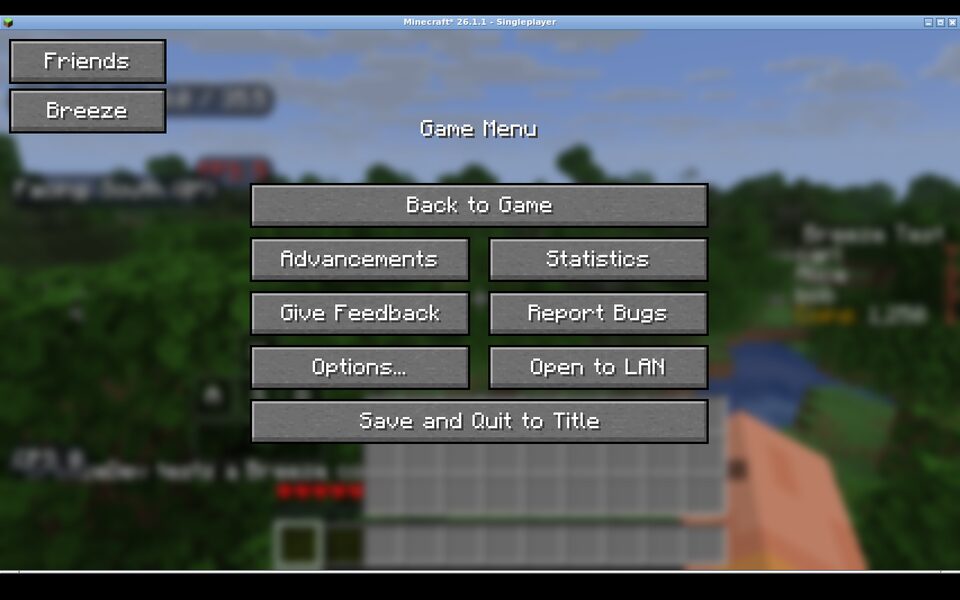 Minecraft* 26.1.1 - Singleplayer
Friends
Breeze
Game Menu
Back to Game
Advancements
Statistics
Give Feedback
Report Bugs
Options...
Open to LAN
Save and Quit to Title